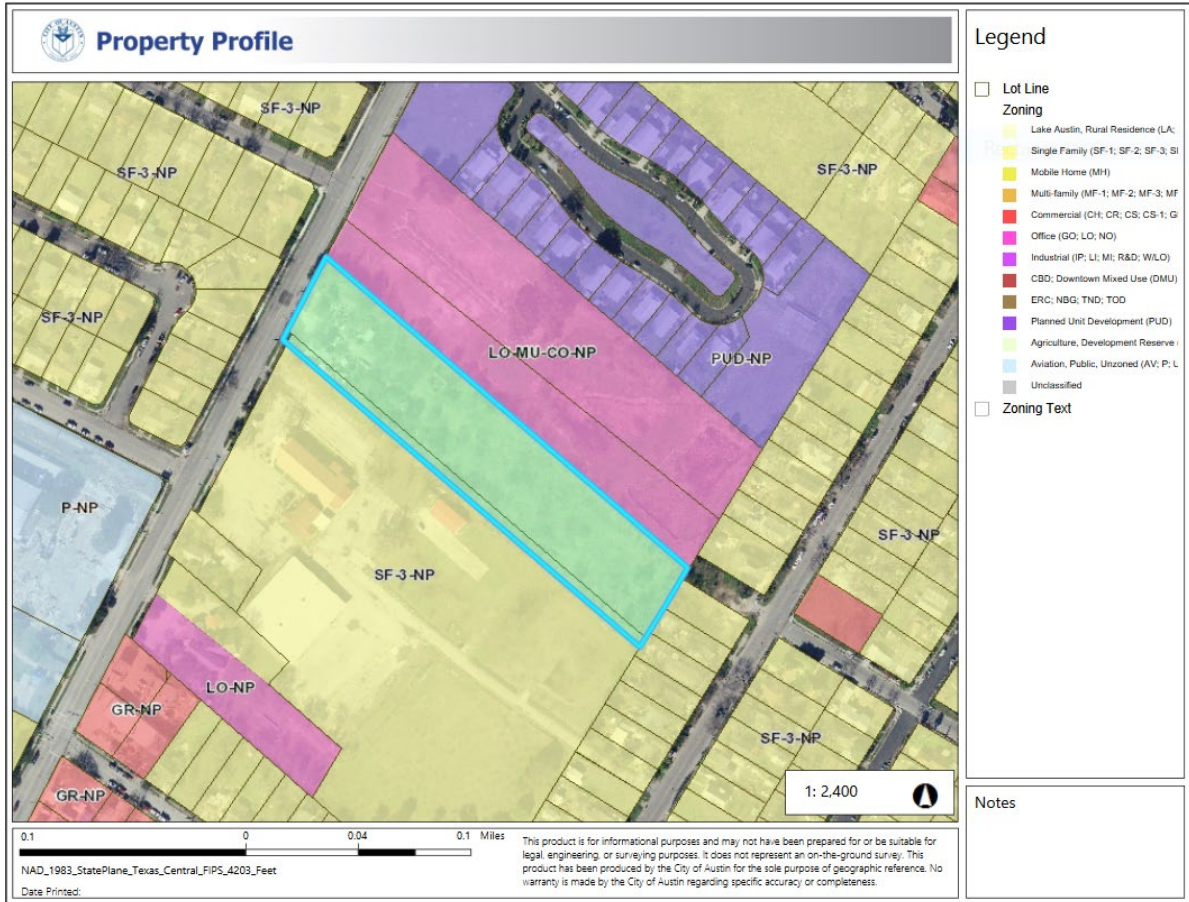 Property Profile
SF-3-NP
SF-3-NP
SF-3-NP
SF-3-NP
LO-MU-CO-NP
PUD-NP
P-NP
SF-3-NP
SF-3-NP
LO-NP
GR-NP
SF-3-NP
GR-NP
1: 2,400
Legend
Lot Line
Zoning
Lake Austin, Rural Residence (LA;
Single Family (SF-1; SF-2; SF-3; SI
Mobile Home (MH)
Multi-family (MF-1; MF-2; MF-3; MF
Commercial (CH; CR; CS; CS-1; G
Office (GO; LO; NO)
Industrial (IP; LI; MI; R&D; W/LO)
CBD; Downtown Mixed Use (DMU)
ERC; NBG; TND; TOD
Planned Unit Development (PUD)
Agriculture, Development Reserve
Aviation, Public, Unzoned (AV; P; U
Unclassified
Zoning Text
Notes
0.1 0 0.04 0.1 Miles
NAD_1983_StatePlane_Texas_Central_FIPS_4203_Feet
Date Printed:
This product is for informational purposes and may not have been prepared for or be suitable for
legal, engineering, or surveying purposes. It does not represent an on-the-ground survey. This
product has been produced by the City of Austin for the sole purpose of geographic reference. No
warranty is made by the City of Austin regarding specific accuracy or completeness.